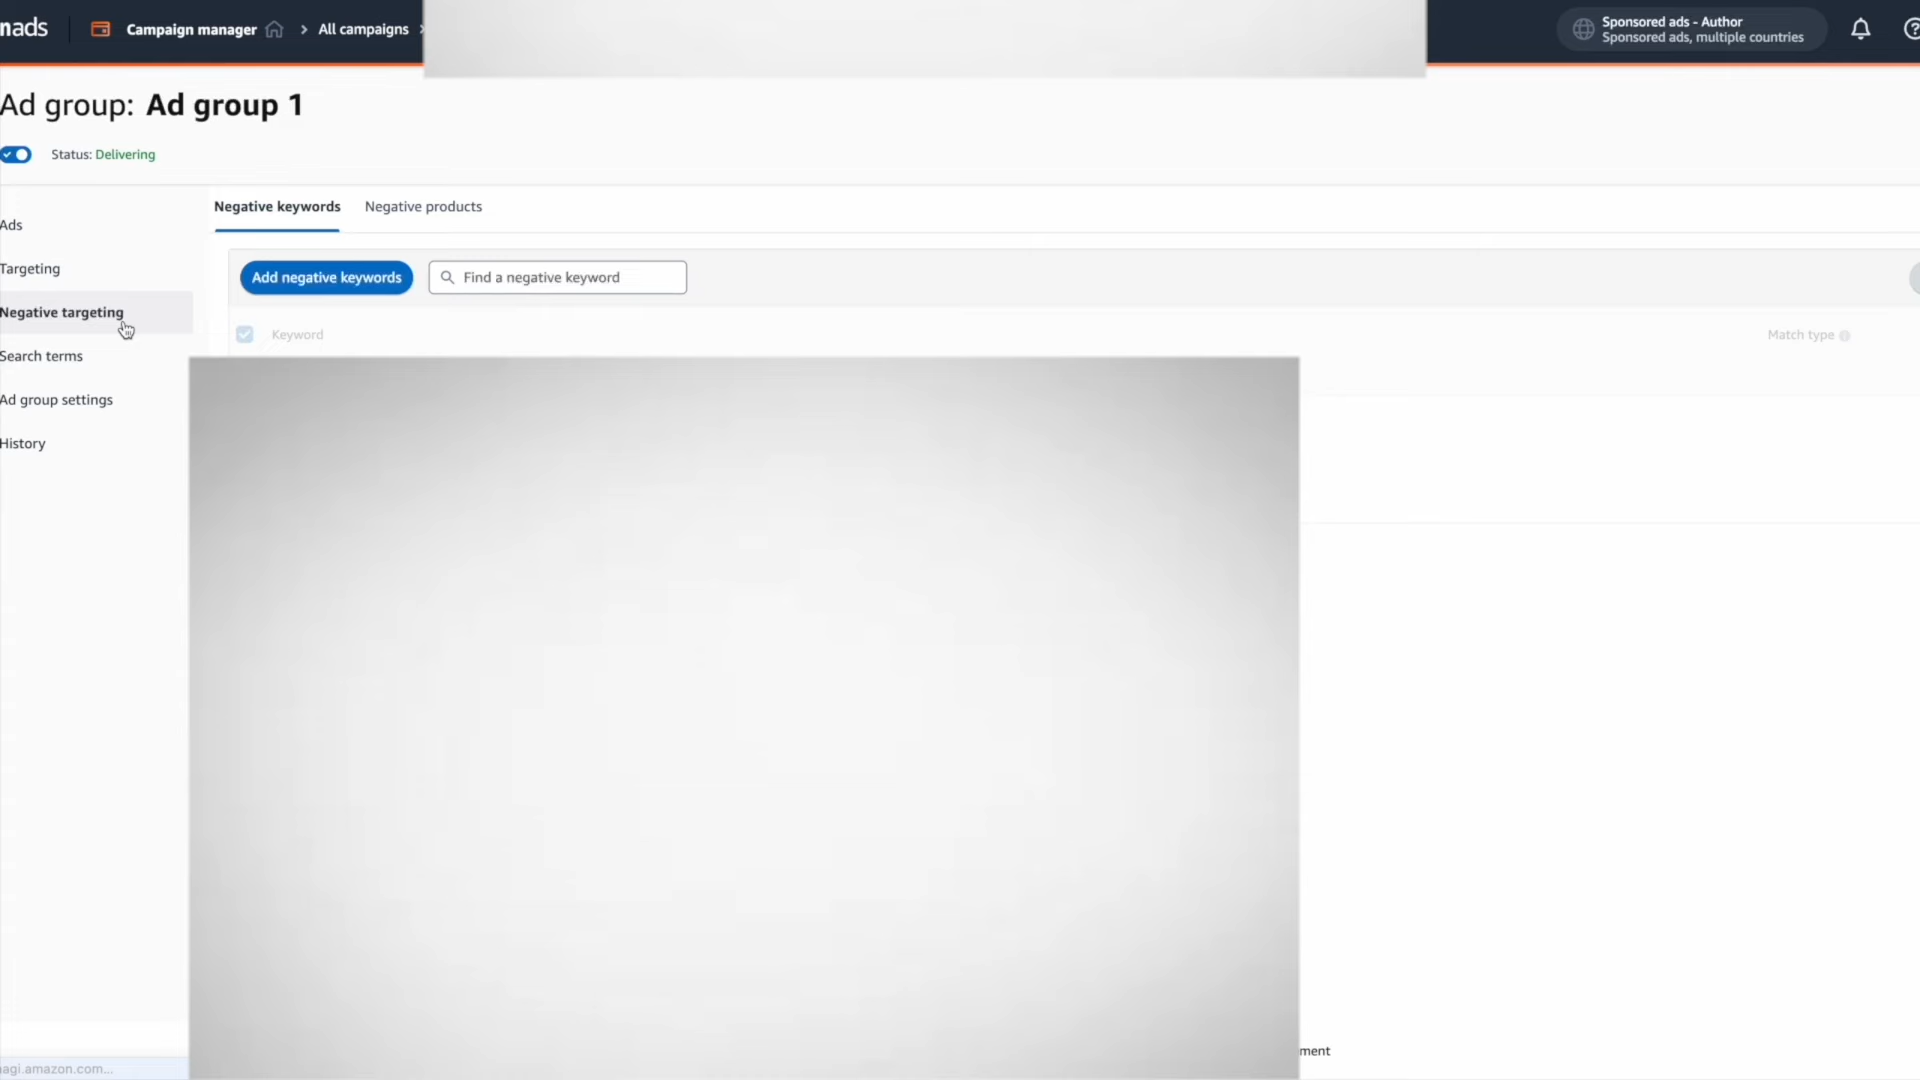 nads
Campaign manager > All campaigns >
Sponsored ads - Author
Sponsored ads, multiple countries
Ad group: Ad group 1
Status: Delivering
Negative keywords Negative products
Ads
Targeting
Negative targeting
Search terms
Ad group settings
History
Add negative keywords
Find a negative keyword
Keyword
Match type
ment
agi.amazon.com...